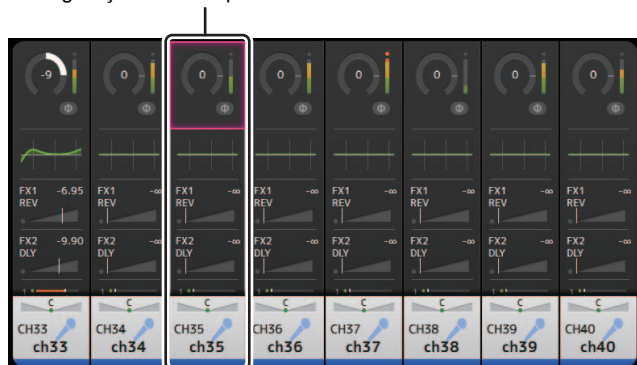 -9 0 0 0 0 0 0 0
Φ Φ Φ Φ Φ Φ Φ Φ
FX1 -6.95 FX1 -∞ FX1 -∞ FX1 -∞ FX1 -∞ FX1 -∞ FX1 -∞ FX1 -∞
REV REV REV REV REV REV REV REV
FX2 -9.90 FX2 -∞ FX2 -∞ FX2 -∞ FX2 -∞ FX2 -∞ FX2 -∞ FX2 -∞
DLY DLY DLY DLY DLY DLY DLY DLY
C C C C C C C C
CH33 CH34 CH35 CH36 CH37 CH38 CH39 CH40
ch33 ch34 ch35 ch36 ch37 ch38 ch39 ch40